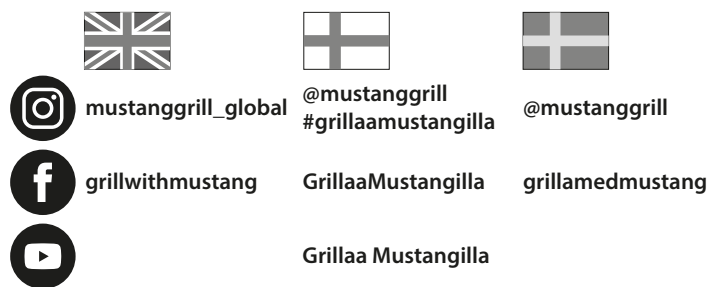 mustanggrill_global
@mustanggrill
#grillaamustangilla
@mustanggrill
grillwithmustang
GrillaaMustangilla
grillamedmustang
Grillaa Mustangilla